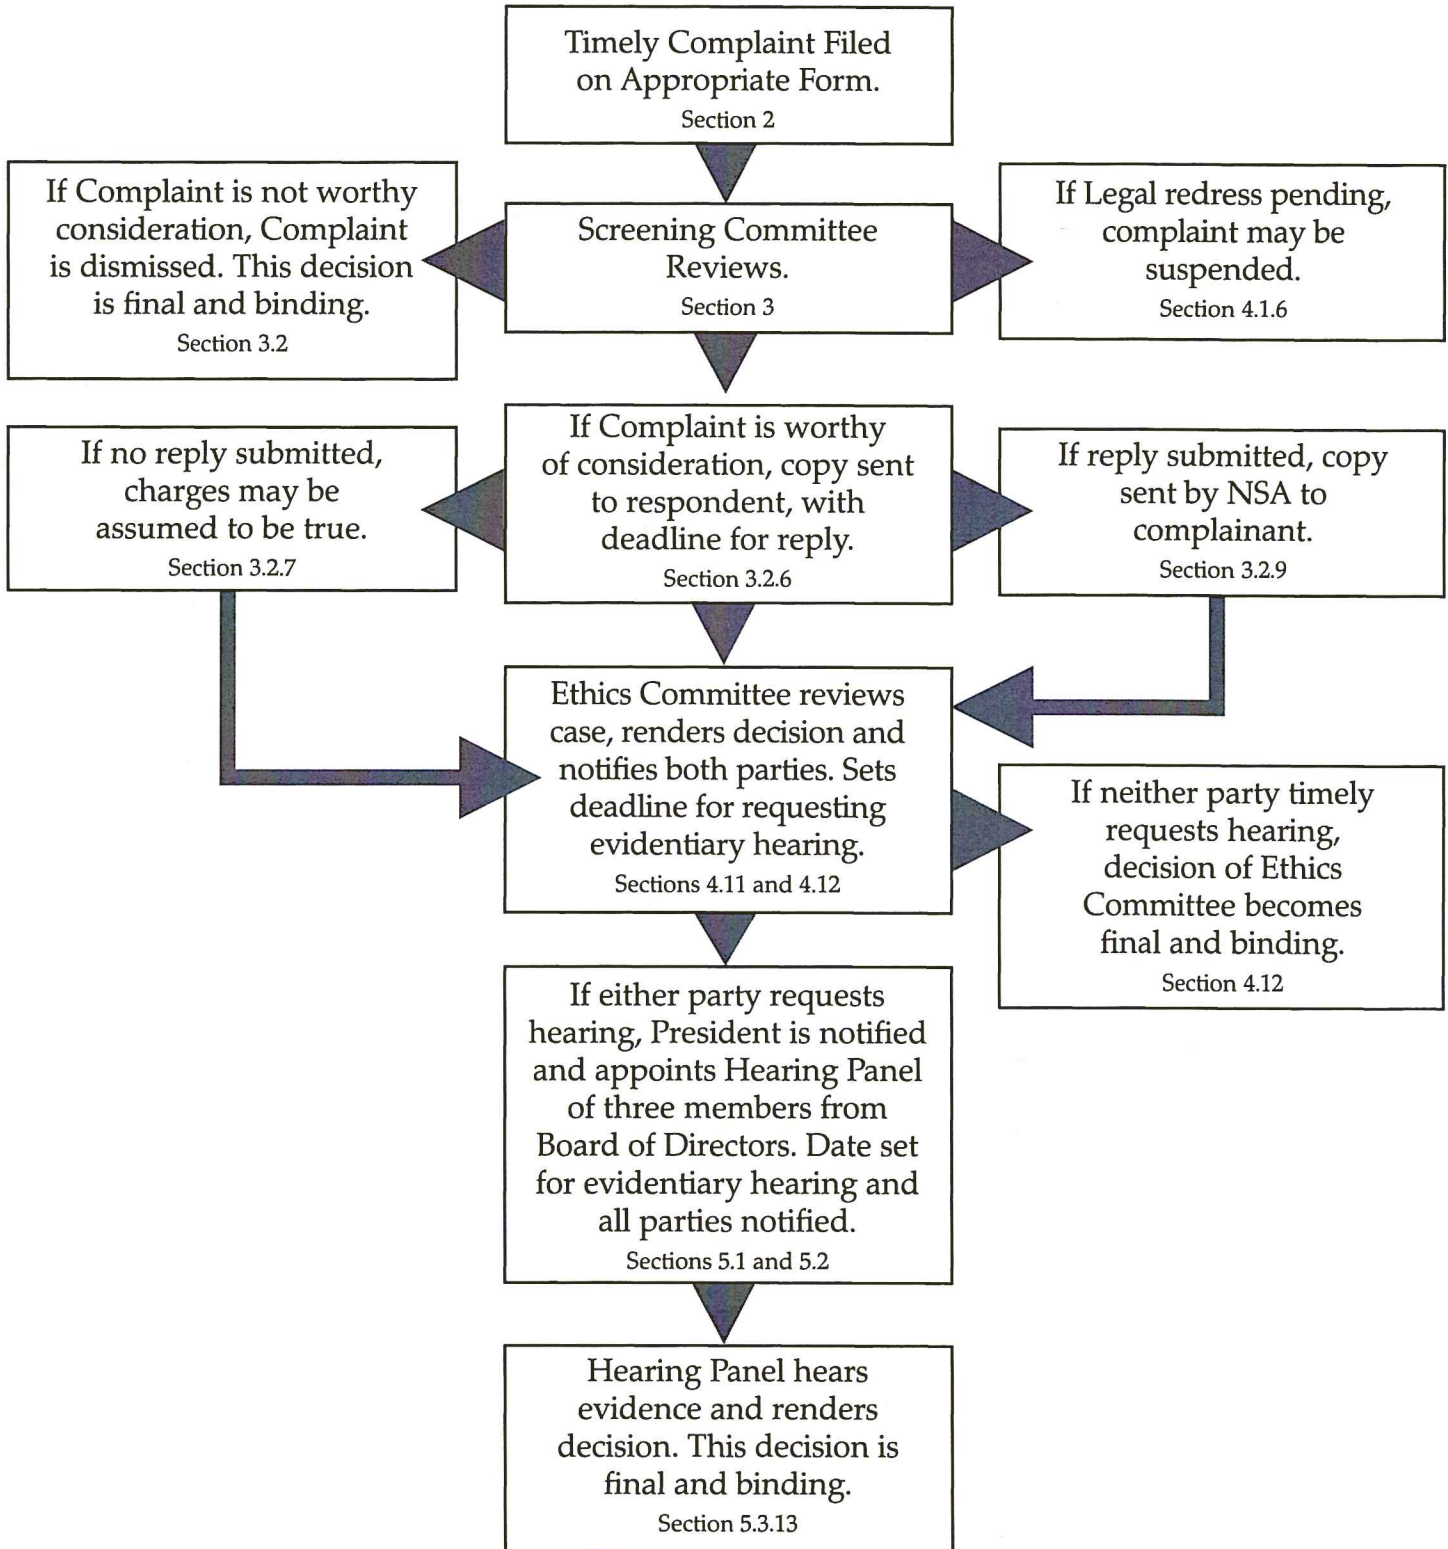 Timely Complaint Filed
on Appropriate Form.
Section 2
If Complaint is not worthy
consideration, Complaint
is dismissed. This decision
is final and binding.
Section 3.2
Screening Committee
Reviews.
Section 3
If Legal redress pending,
complaint may be
suspended.
Section 4.1.6
If no reply submitted,
charges may be
assumed to be true.
Section 3.2.7
If Complaint is worthy
of consideration, copy sent
to respondent, with
deadline for reply.
Section 3.2.6
If reply submitted, copy
sent by NSA to
complainant.
Section 3.2.9
Ethics Committee reviews
case, renders decision and
notifies both parties. Sets
deadline for requesting
evidentiary hearing.
Sections 4.11 and 4.12
If neither party timely
requests hearing,
decision of Ethics
Committee becomes
final and binding.
Section 4.12
If either party requests
hearing, President is notified
and appoints Hearing Panel
of three members from
Board of Directors. Date set
for evidentiary hearing and
all parties notified.
Sections 5.1 and 5.2
Hearing Panel hears
evidence and renders
decision. This decision is
final and binding.
Section 5.3.13